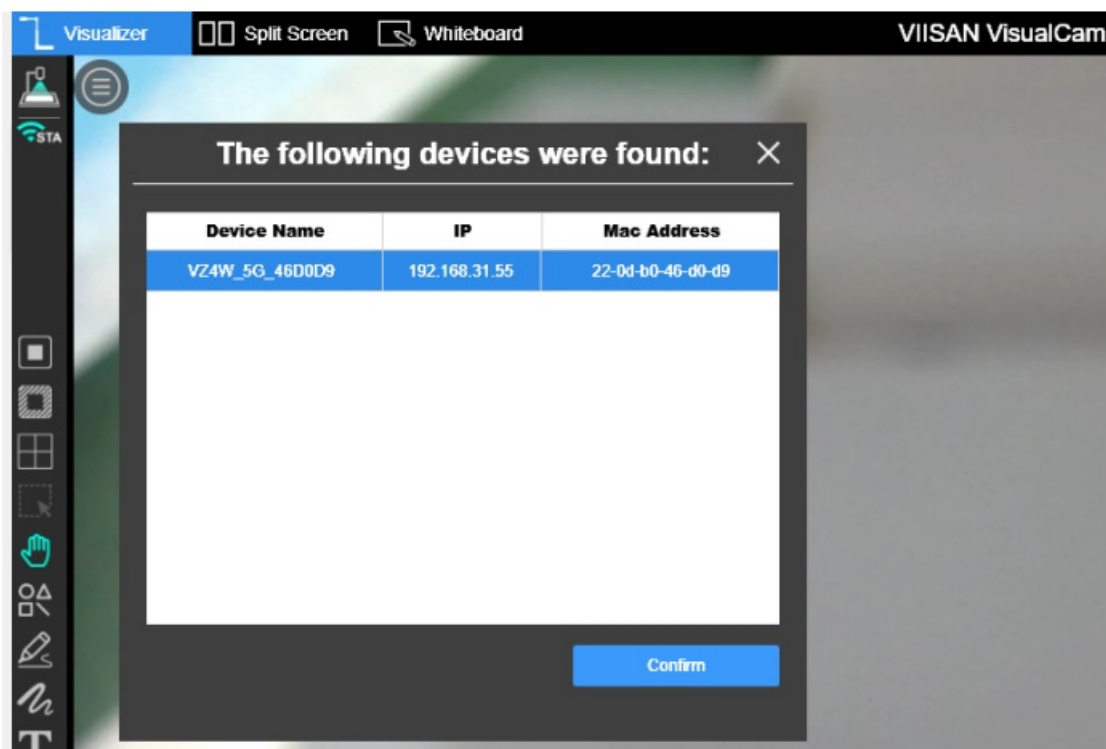 Visualizer Split Screen Whiteboard VIISAN VisualCam
STA
The following devices were found:
Device Name IP Mac Address
VZ4W_5G_46D0D9 192.168.31.55 22-0d-b0-46-d0-d9
Confirm
T